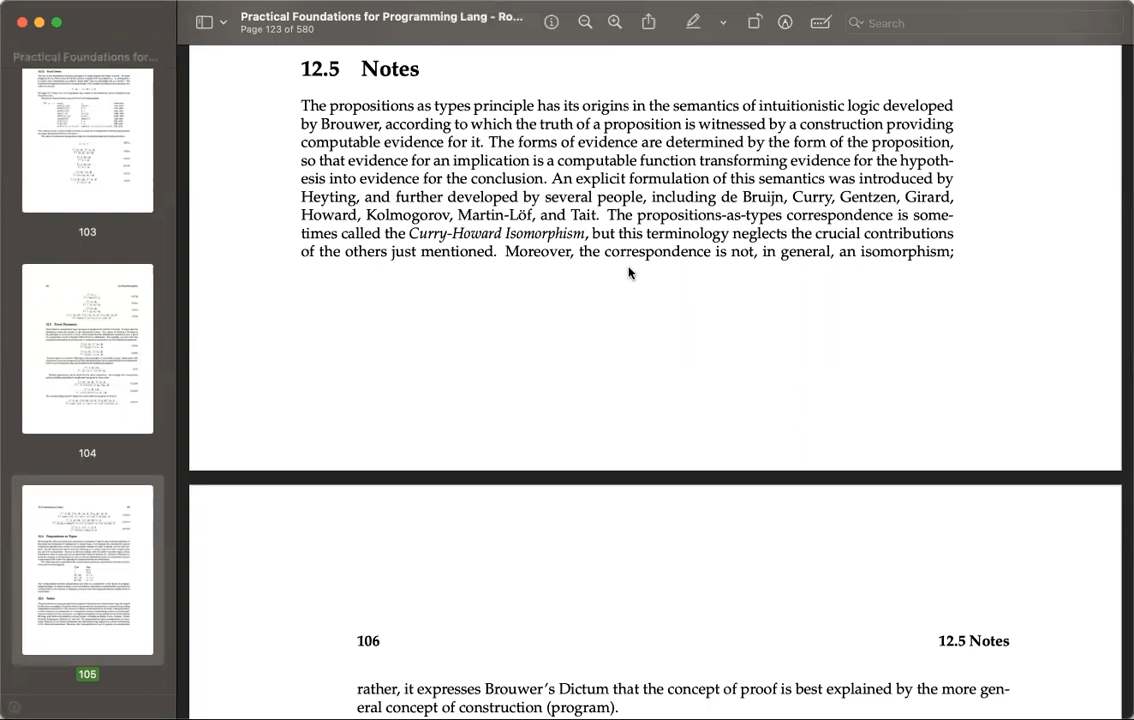 Practical Foundations for Programming Lang - Ro...
Page 123 of 580
Search
Practical Foundations for...
103
104
105
12.5 Notes
The propositions as types principle has its origins in the semantics of intuitionistic logic developed
by Brouwer, according to which the truth of a proposition is witnessed by a construction providing
computable evidence for it. The forms of evidence are determined by the form of the proposition,
so that evidence for an implication is a computable function transforming evidence for the hypoth-
esis into evidence for the conclusion. An explicit formulation of this semantics was introduced by
Heyting, and further developed by several people, including de Bruijn, Curry, Gentzen, Girard,
Howard, Kolmogorov, Martin-Löf, and Tait. The propositions-as-types correspondence is some-
times called the Curry-Howard Isomorphism, but this terminology neglects the crucial contributions
of the others just mentioned. Moreover, the correspondence is not, in general, an isomorphism;
106
12.5 Notes
rather, it expresses Brouwer's Dictum that the concept of proof is best explained by the more gen-
eral concept of construction (program).